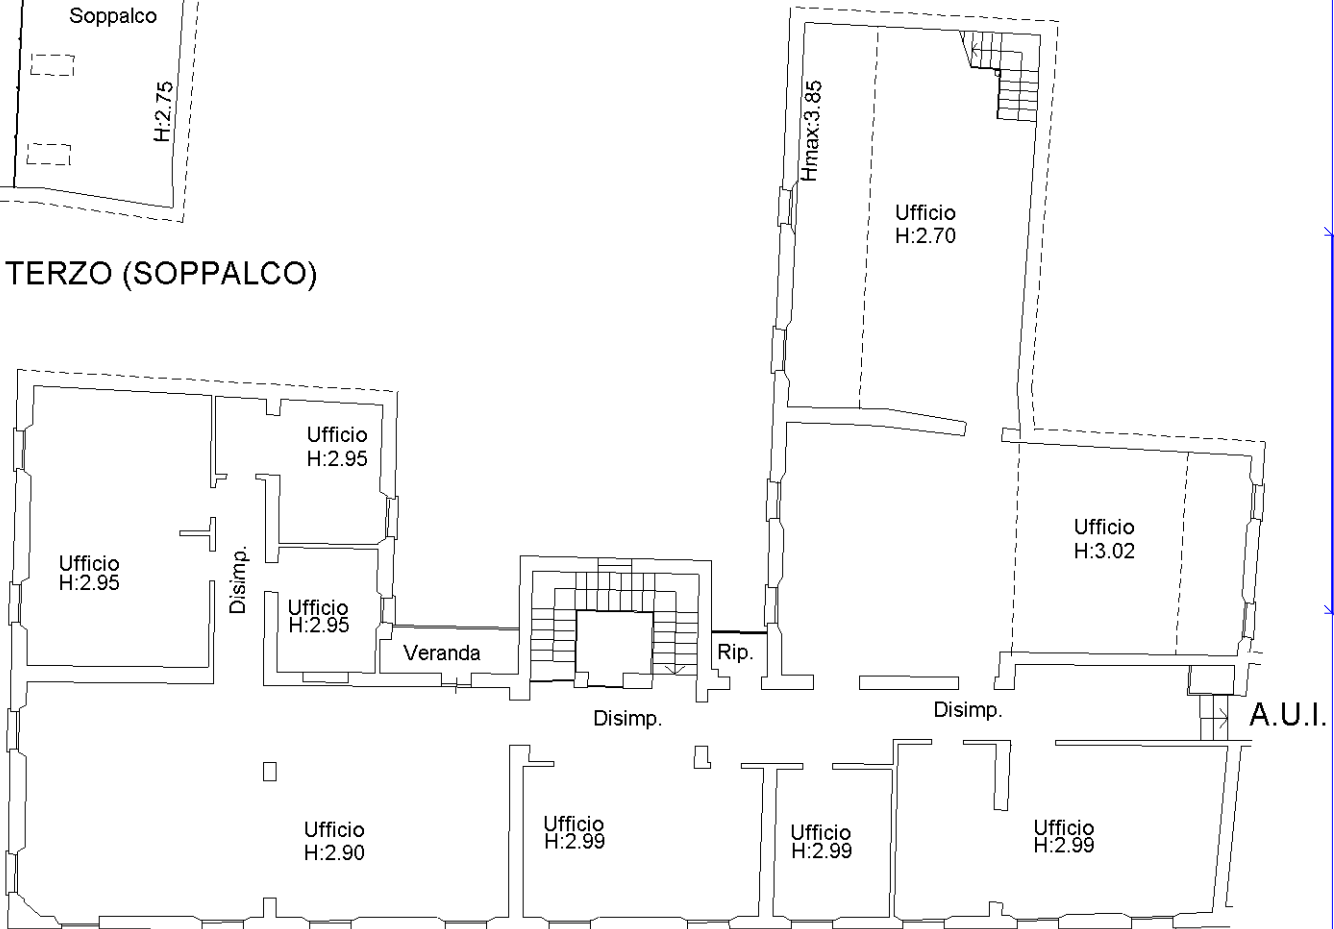 Soppalco
H:2.75
TERZO (SOPPALCO)
Hmax:3.85
Ufficio
H:2.70
Ufficio
H:2.95
Ufficio
H:2.95
Disimp.
Ufficio
H:2.95
Ufficio
H:3.02
Veranda
Rip.
Disimp.
Disimp.
A.U.I.
Ufficio
H:2.90
Ufficio
H:2.99
Ufficio
H:2.99
Ufficio
H:2.99